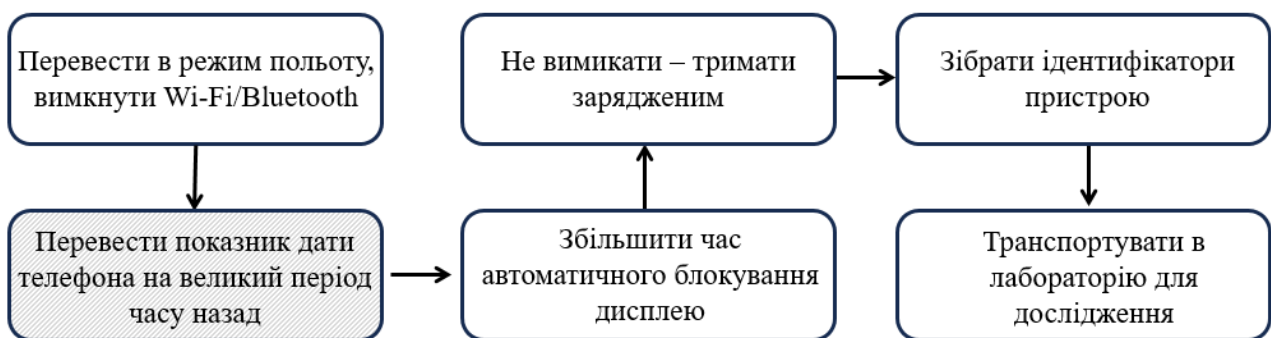 Перевести в режим польоту,
вимкнути Wi-Fi/Bluetooth
Перевести показник дати
телефона на великий період
часу назад
Збільшити час
автоматичного блокування
дисплею
Не вимикати – тримати
зарядженим
Зібрати ідентифікатори
пристрою
Транспортувати в
лабораторію для
дослідження